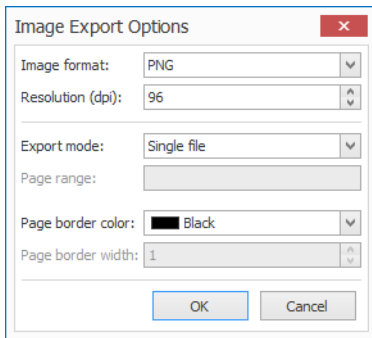 Image Export Options
Image format: PNG
Resolution (dpi): 96
Export mode: Single file
Page range:
Page border color: Black
Page border width: 1
OK Cancel